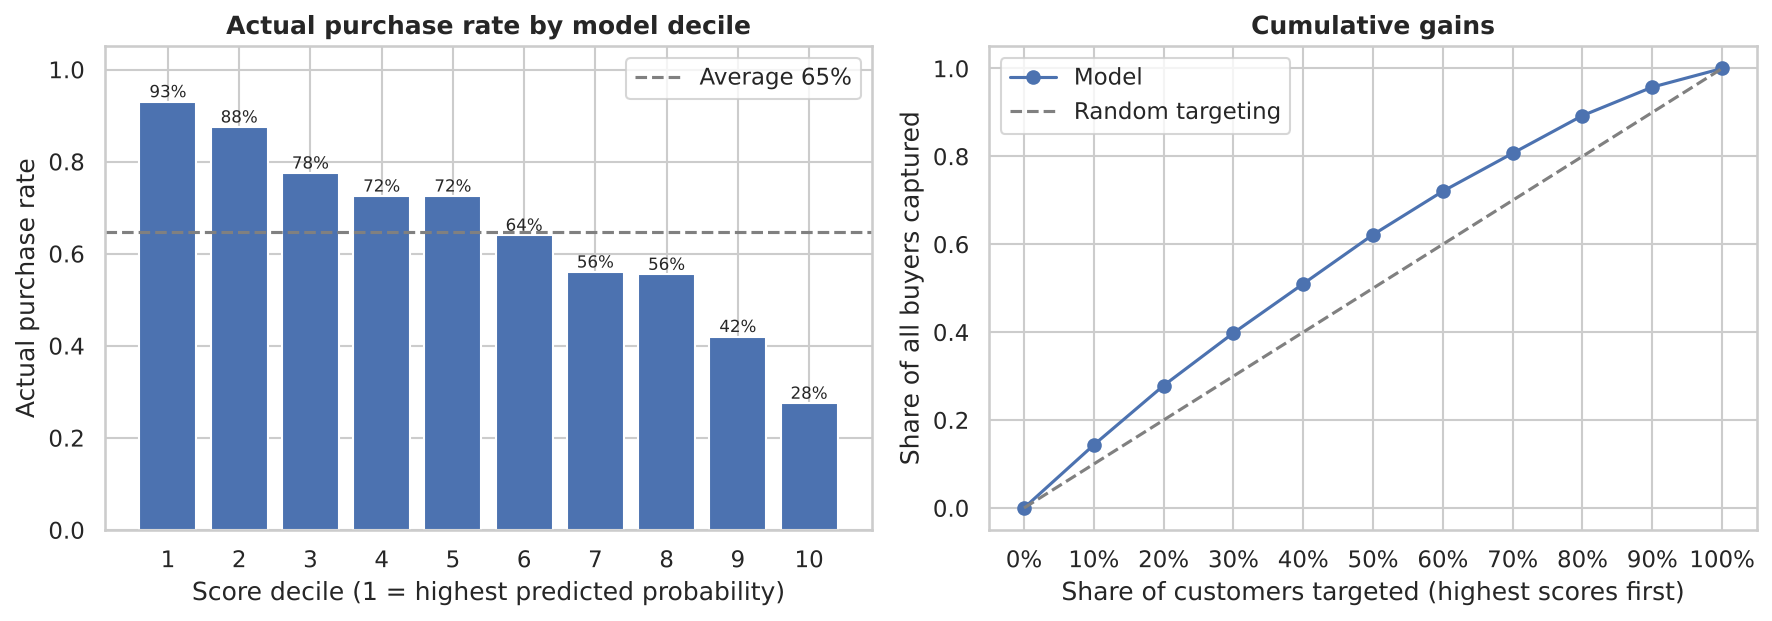 Actual purchase rate by model decile
1.0
0.8
0.6
0.4
0.2
0.0
Actual purchase rate
Average 65%
93%
88%
78%
72%
72%
64%
56%
56%
42%
28%
1 2 3 4 5 6 7 8 9 10
Score decile (1 = highest predicted probability)
Cumulative gains
1.0
0.8
0.6
0.4
0.2
0.0
Share of all buyers captured
Model
Random targeting
0% 10% 20% 30% 40% 50% 60% 70% 80% 90% 100%
Share of customers targeted (highest scores first)